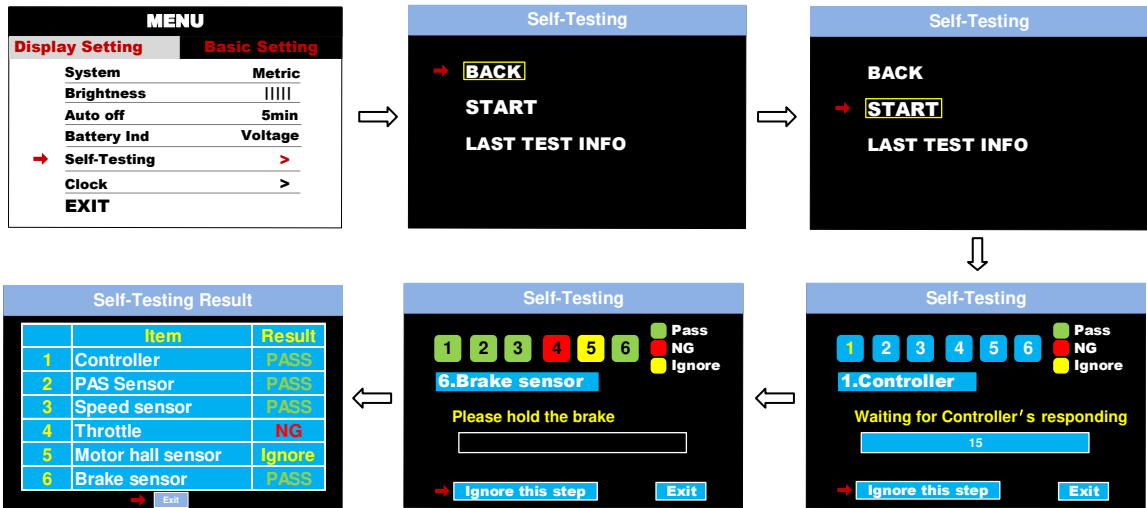 MENU
Display Setting Basic Setting
System Metric
Brightness |||||
Auto off 5min
Battery Ind Voltage
Self-Testing >
Clock >
EXIT
Self-Testing
BACK
START
LAST TEST INFO
Self-Testing
BACK
START
LAST TEST INFO
Self-Testing Result
Item Result
1 Controller PASS
2 PAS Sensor PASS
3 Speed sensor PASS
4 Throttle NG
5 Motor hall sensor Ignore
6 Brake sensor PASS
Exit
Self-Testing
1 2 3 4 5 6
Pass
NG
Ignore
6.Brake sensor
Please hold the brake
Ignore this step Exit
Self-Testing
1 2 3 4 5 6
Pass
NG
Ignore
1.Controller
Waiting for Controller′s responding
15
Ignore this step Exit